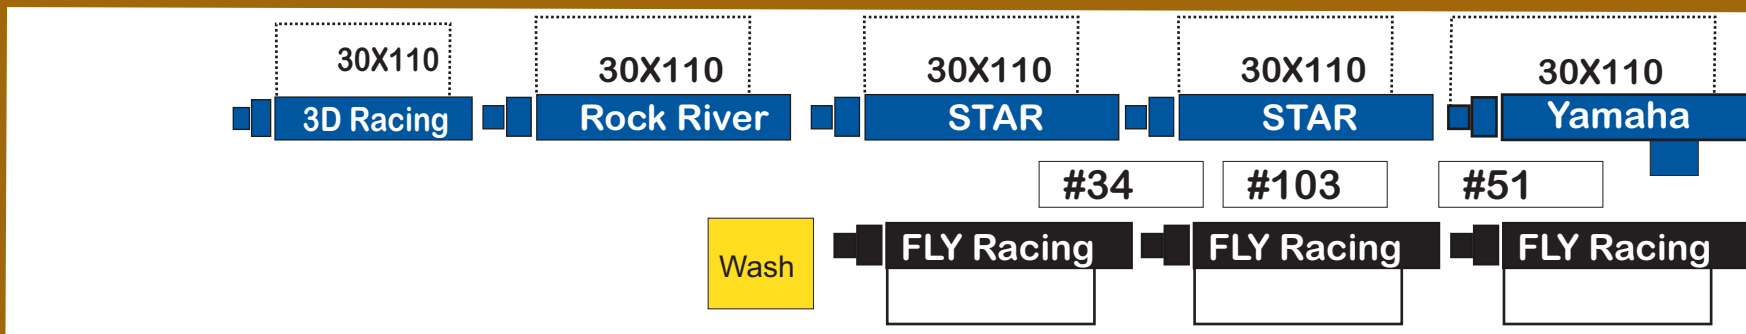 30X110
30X110
30X110
30X110
30X110
3D Racing
Rock River
STAR
STAR
Yamaha
#34
#103
#51
Wash
FLY Racing
FLY Racing
FLY Racing